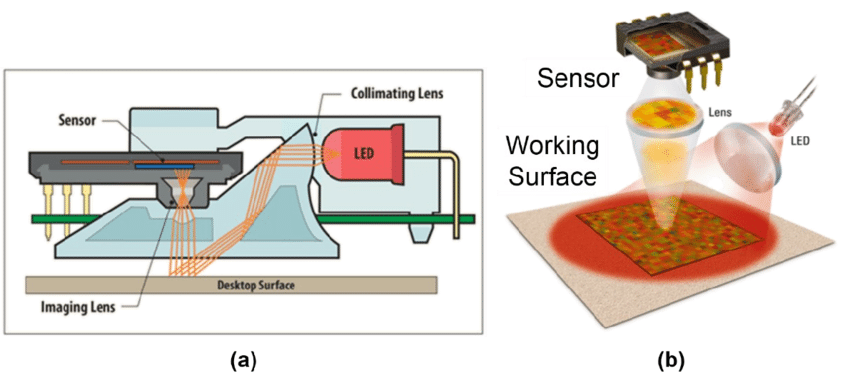 Collimating Lens
Sensor
LED
Imaging Lens
Desktop Surface
(a)
Sensor
Lens
LED
Working
Surface
(b)